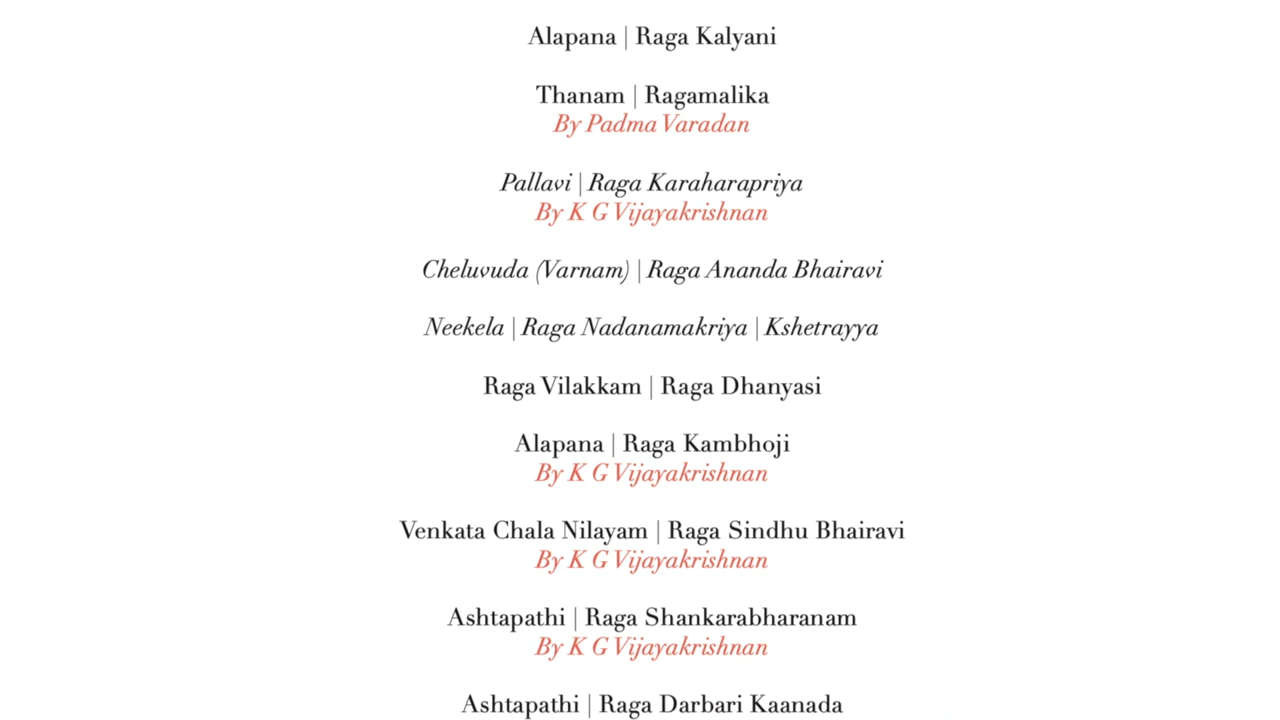 Alapana | Raga Kalyani
Thanam | Ragamalika
By Padma Varadan
Pallavi | Raga Karaharapriya
By K G Vijayakrishnan
Cheluvuda (Varnam) | Raga Ananda Bhairavi
Neekela | Raga Nadanamakriya | Kshetrayya
Raga Vilakkam | Raga Dhanyasi
Alapana | Raga Kambhoji
By K G Vijayakrishnan
Venkata Chala Nilayam | Raga Sindhu Bhairavi
By K G Vijayakrishnan
Ashtapathi | Raga Shankarabharanam
By K G Vijayakrishnan
Ashtapathi | Raga Darbari Kaanada